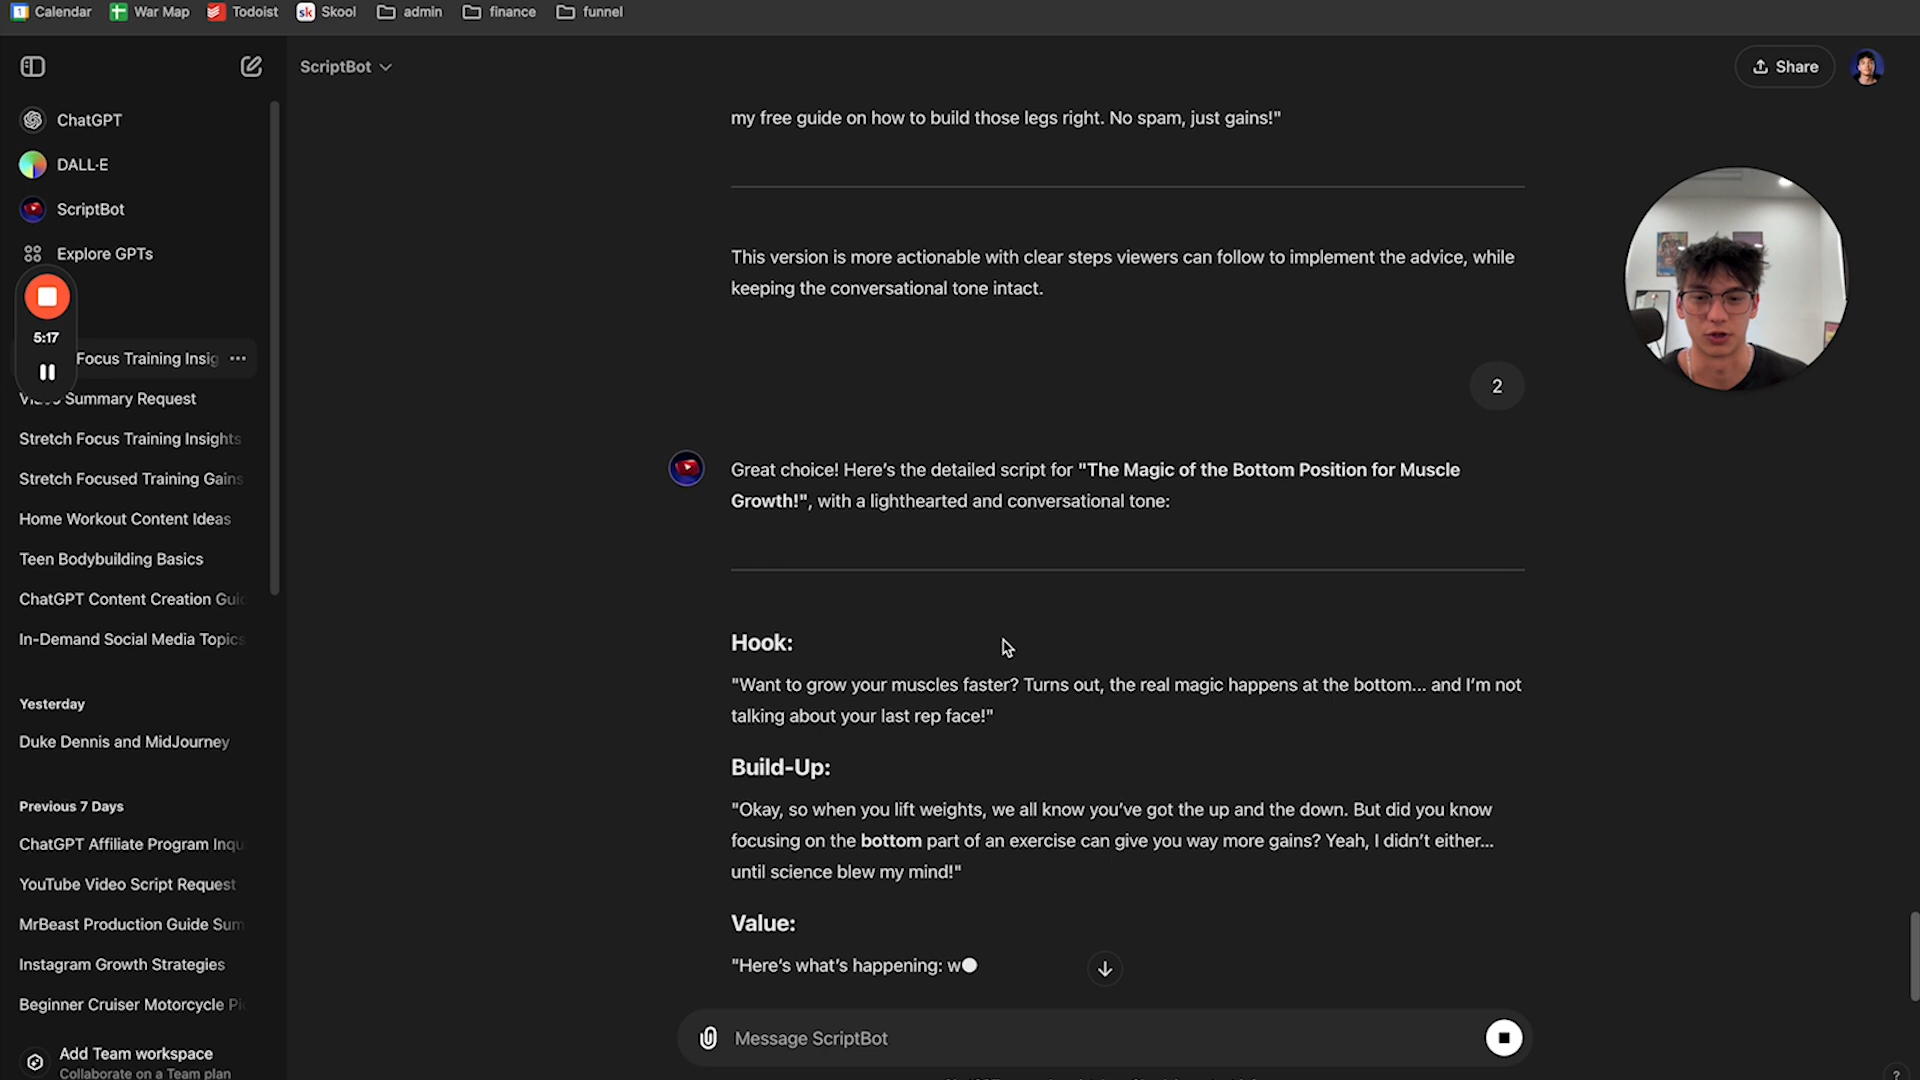 Calendar
War Map
Todoist
sk Skool
admin
finance
funnel
ScriptBot
Share
ChatGPT
DALL·E
ScriptBot
Explore GPTs
5:17
Focus Training Insig
Summary Request
Stretch Focus Training Insights
Stretch Focused Training Gains
Home Workout Content Ideas
Teen Bodybuilding Basics
ChatGPT Content Creation Guid
In-Demand Social Media Topics
Yesterday
Duke Dennis and MidJourney
Previous 7 Days
ChatGPT Affiliate Program Inqu
YouTube Video Script Request
MrBeast Production Guide Sum
Instagram Growth Strategies
Beginner Cruiser Motorcycle Pi
Add Team workspace
Collaborate on a Team plan
my free guide on how to build those legs right. No spam, just gains!"
This version is more actionable with clear steps viewers can follow to implement the advice, while
keeping the conversational tone intact.
2
Great choice! Here's the detailed script for "The Magic of the Bottom Position for Muscle
Growth!", with a lighthearted and conversational tone:
Hook:
"Want to grow your muscles faster? Turns out, the real magic happens at the bottom... and I'm not
talking about your last rep face!"
Build-Up:
"Okay, so when you lift weights, we all know you've got the up and the down. But did you know
focusing on the bottom part of an exercise can give you way more gains? Yeah, I didn't either...
until science blew my mind!"
Value:
"Here's what's happening: w
Message ScriptBot
?